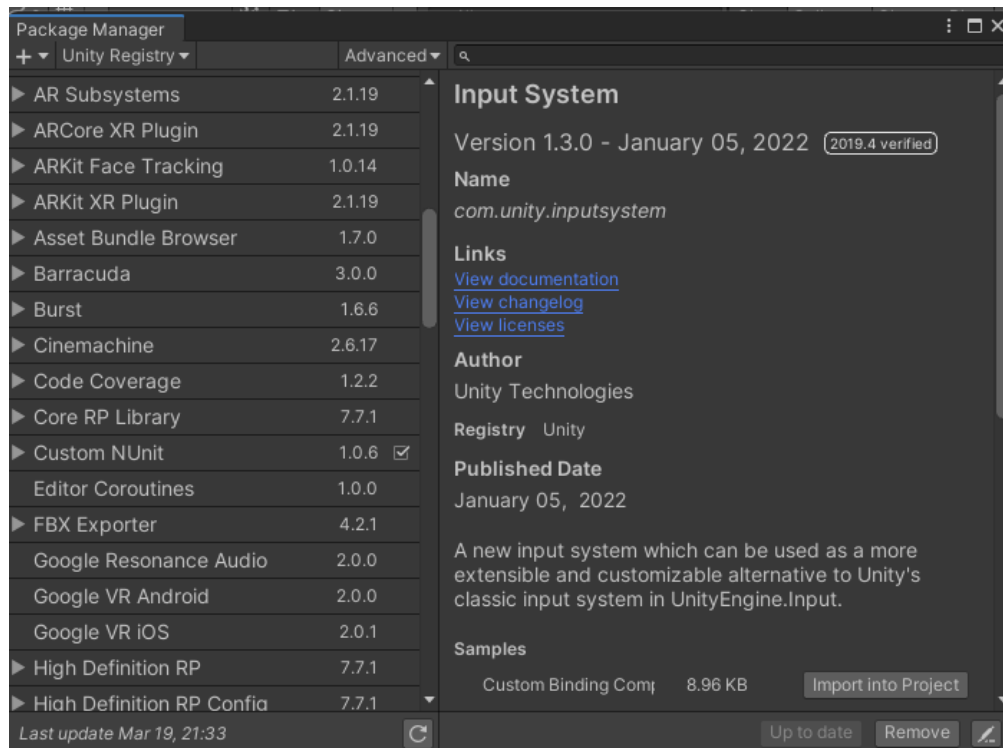 Package Manager
+ Unity Registry Advanced
AR Subsystems 2.1.19
ARCore XR Plugin 2.1.19
ARKit Face Tracking 1.0.14
ARKit XR Plugin 2.1.19
Asset Bundle Browser 1.7.0
Barracuda 3.0.0
Burst 1.6.6
Cinemachine 2.6.17
Code Coverage 1.2.2
Core RP Library 7.7.1
Custom NUnit 1.0.6
Editor Coroutines 1.0.0
FBX Exporter 4.2.1
Google Resonance Audio 2.0.0
Google VR Android 2.0.0
Google VR iOS 2.0.1
High Definition RP 7.7.1
High Definition RP Config 7.7.1
Last update Mar 19, 21:33
Input System
Version 1.3.0 - January 05, 2022 2019.4 verified
Name
com.unity.inputsystem
Links
View documentation
View changelog
View licenses
Author
Unity Technologies
Registry Unity
Published Date
January 05, 2022
A new input system which can be used as a more
extensible and customizable alternative to Unity's
classic input system in UnityEngine.Input.
Samples
Custom Binding Comp 8.96 KB Import into Project
Up to date Remove